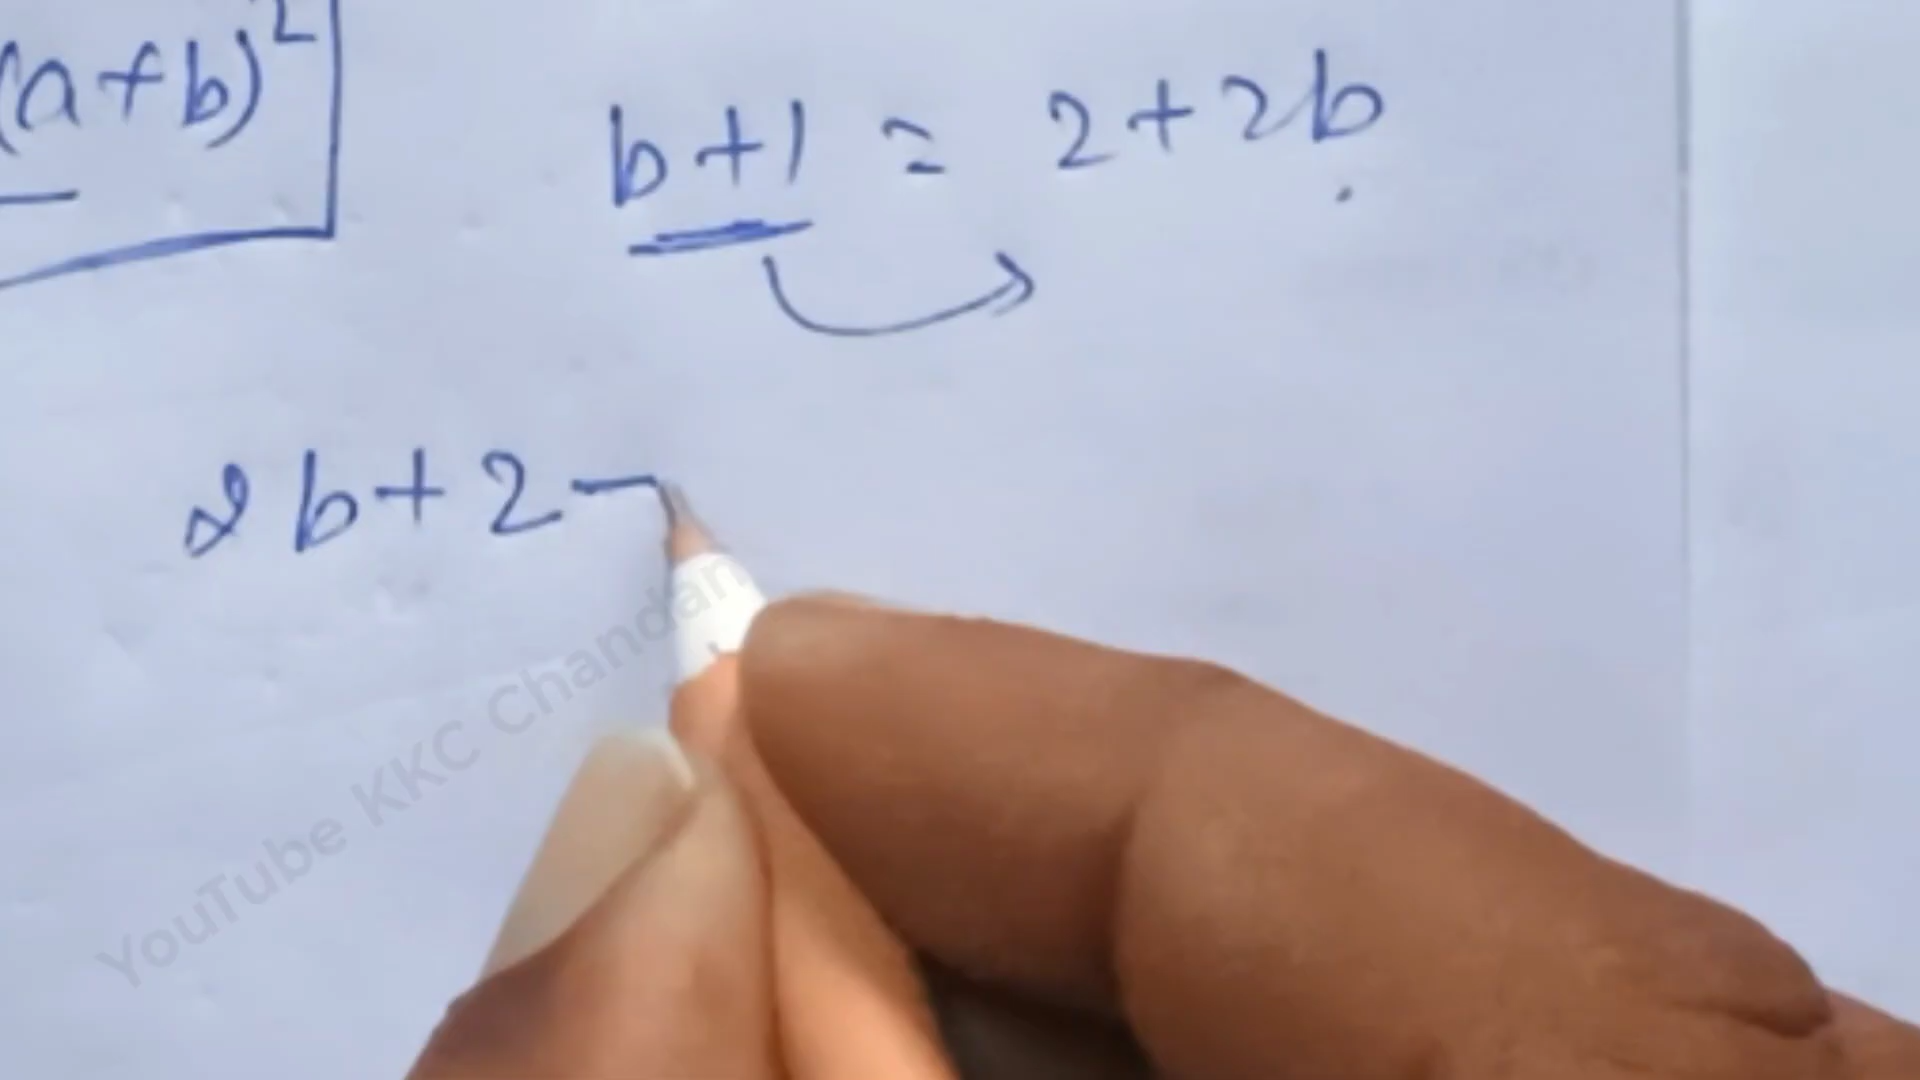 (a+b)²
b+1 = 2+2b
2b+2-
YouTube KKC Chandan